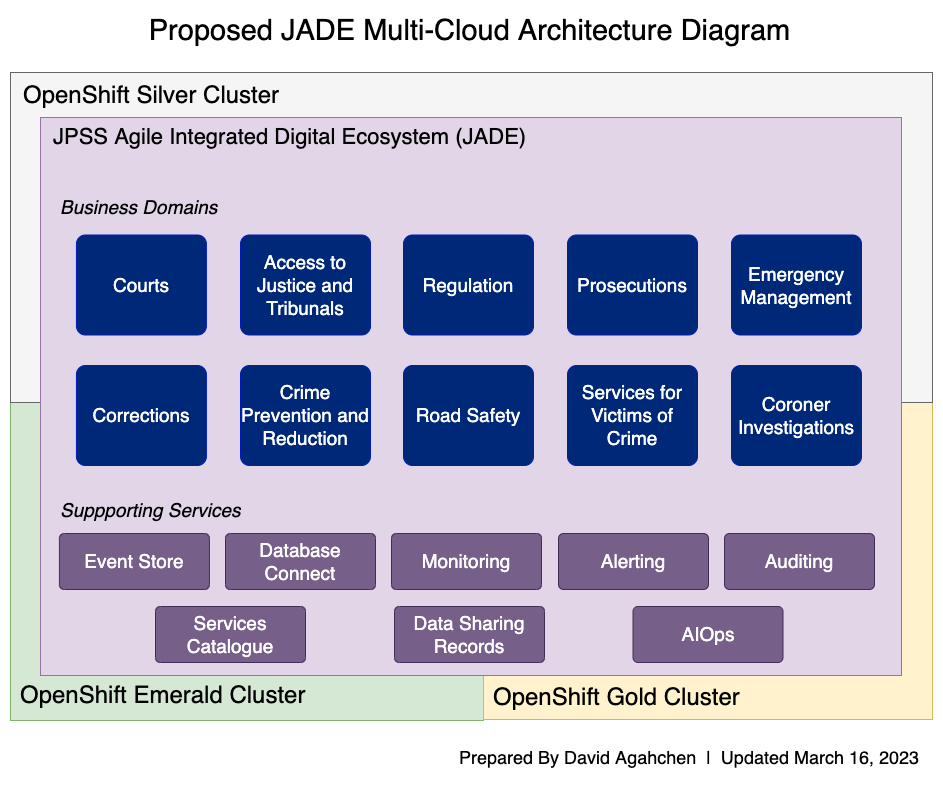 Proposed JADE Multi-Cloud Architecture Diagram
OpenShift Silver Cluster
JPSS Agile Integrated Digital Ecosystem (JADE)
Business Domains
Courts
Access to
Justice and
Tribunals
Regulation
Prosecutions
Emergency
Management
Corrections
Crime
Prevention and
Reduction
Road Safety
Services for
Victims of
Crime
Coroner
Investigations
Suppporting Services
Event Store
Database
Connect
Monitoring
Alerting
Auditing
Services
Catalogue
Data Sharing
Records
AIOps
OpenShift Emerald Cluster
OpenShift Gold Cluster
Prepared By David Agahchen | Updated March 16, 2023